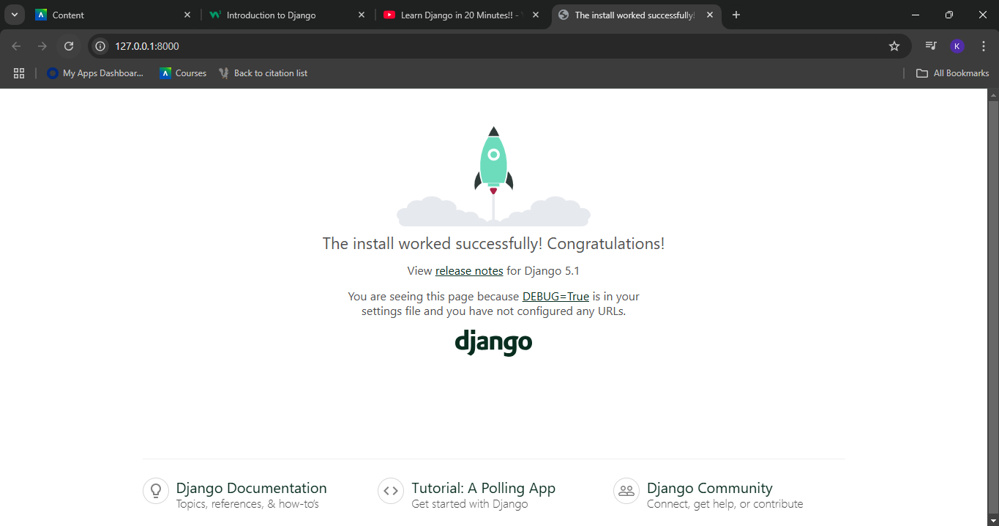 Content
Introduction to Django
Learn Django in 20 Minutes!! -
The install worked successfully!
127.0.0.1:8000
K
My Apps Dashboar...
Courses
Back to citation list
All Bookmarks
The install worked successfully! Congratulations!
View release notes for Django 5.1
You are seeing this page because DEBUG=True is in your
settings file and you have not configured any URLs.
django
Django Documentation
Topics, references, & how-to's
Tutorial: A Polling App
Get started with Django
Django Community
Connect, get help, or contribute